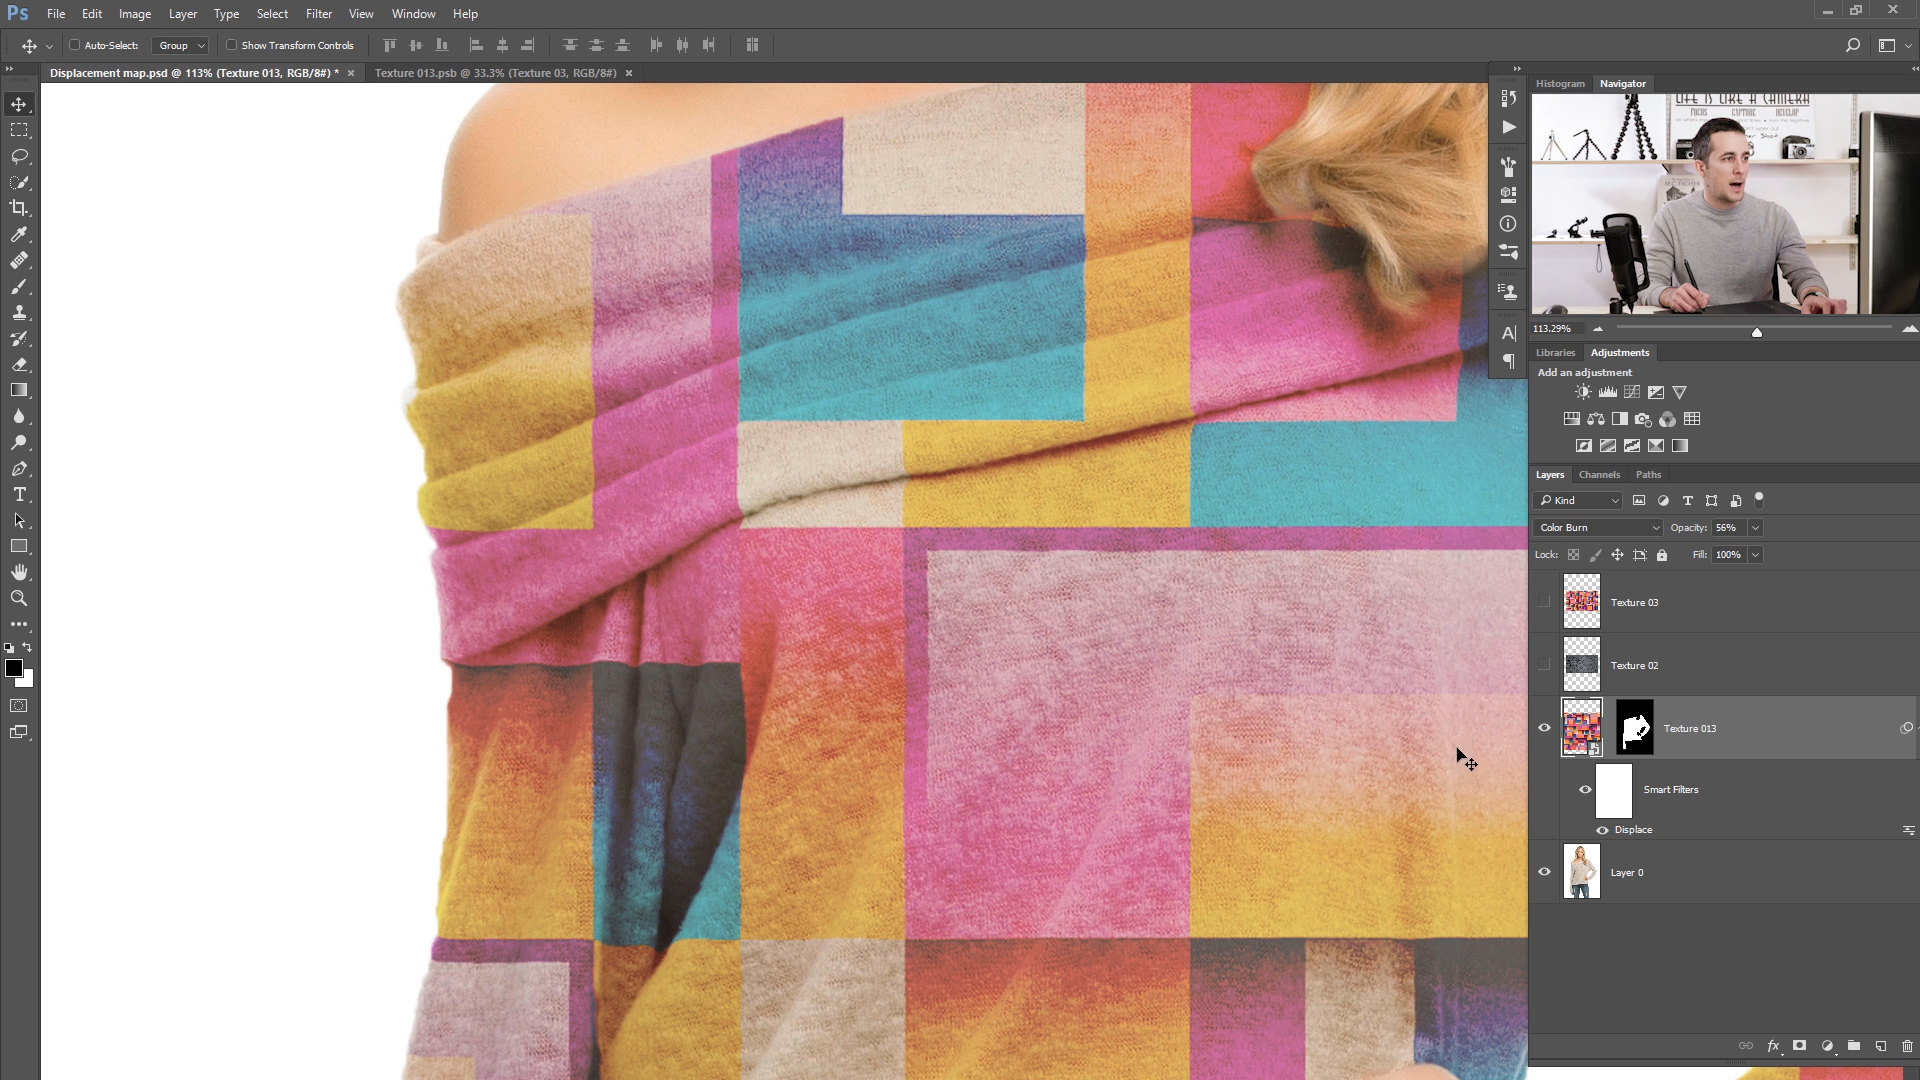 Ps File Edit Image Layer Type Select Filter View Window Help
Auto-Select: Group Show Transform Controls
Displacement map.psd @ 113% (Texture 013, RGB/8#) * × Texture 013.psb @ 33.3% (Texture 03, RGB/8#) ×
Histogram Navigator
LIFE IS LIKE A CAMERA
FOCUS CAPTURE DEVELOP
113.29%
Libraries Adjustments
Add an adjustment
Layers Channels Paths
Kind
Color Burn Opacity: 56%
Lock: Fill: 100%
Texture 03
Texture 02
Texture 013
Smart Filters
Displace
Layer 0